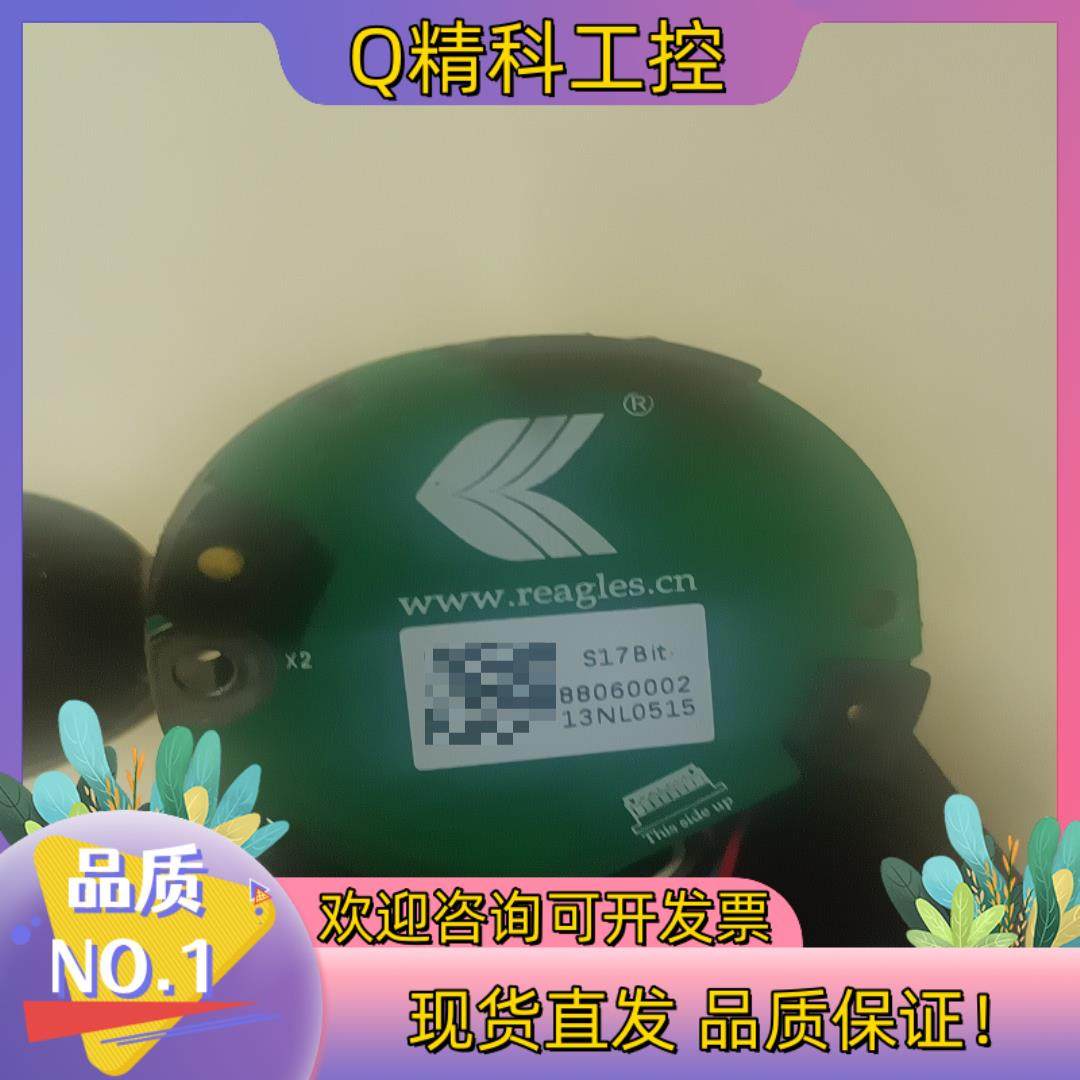 Q精科工控
®
www.reagles.cn
X2
S17Bit
88060002
13NL0515
This side up
品质
NO.1
欢迎咨询可开发票
现货直发 品质保证！